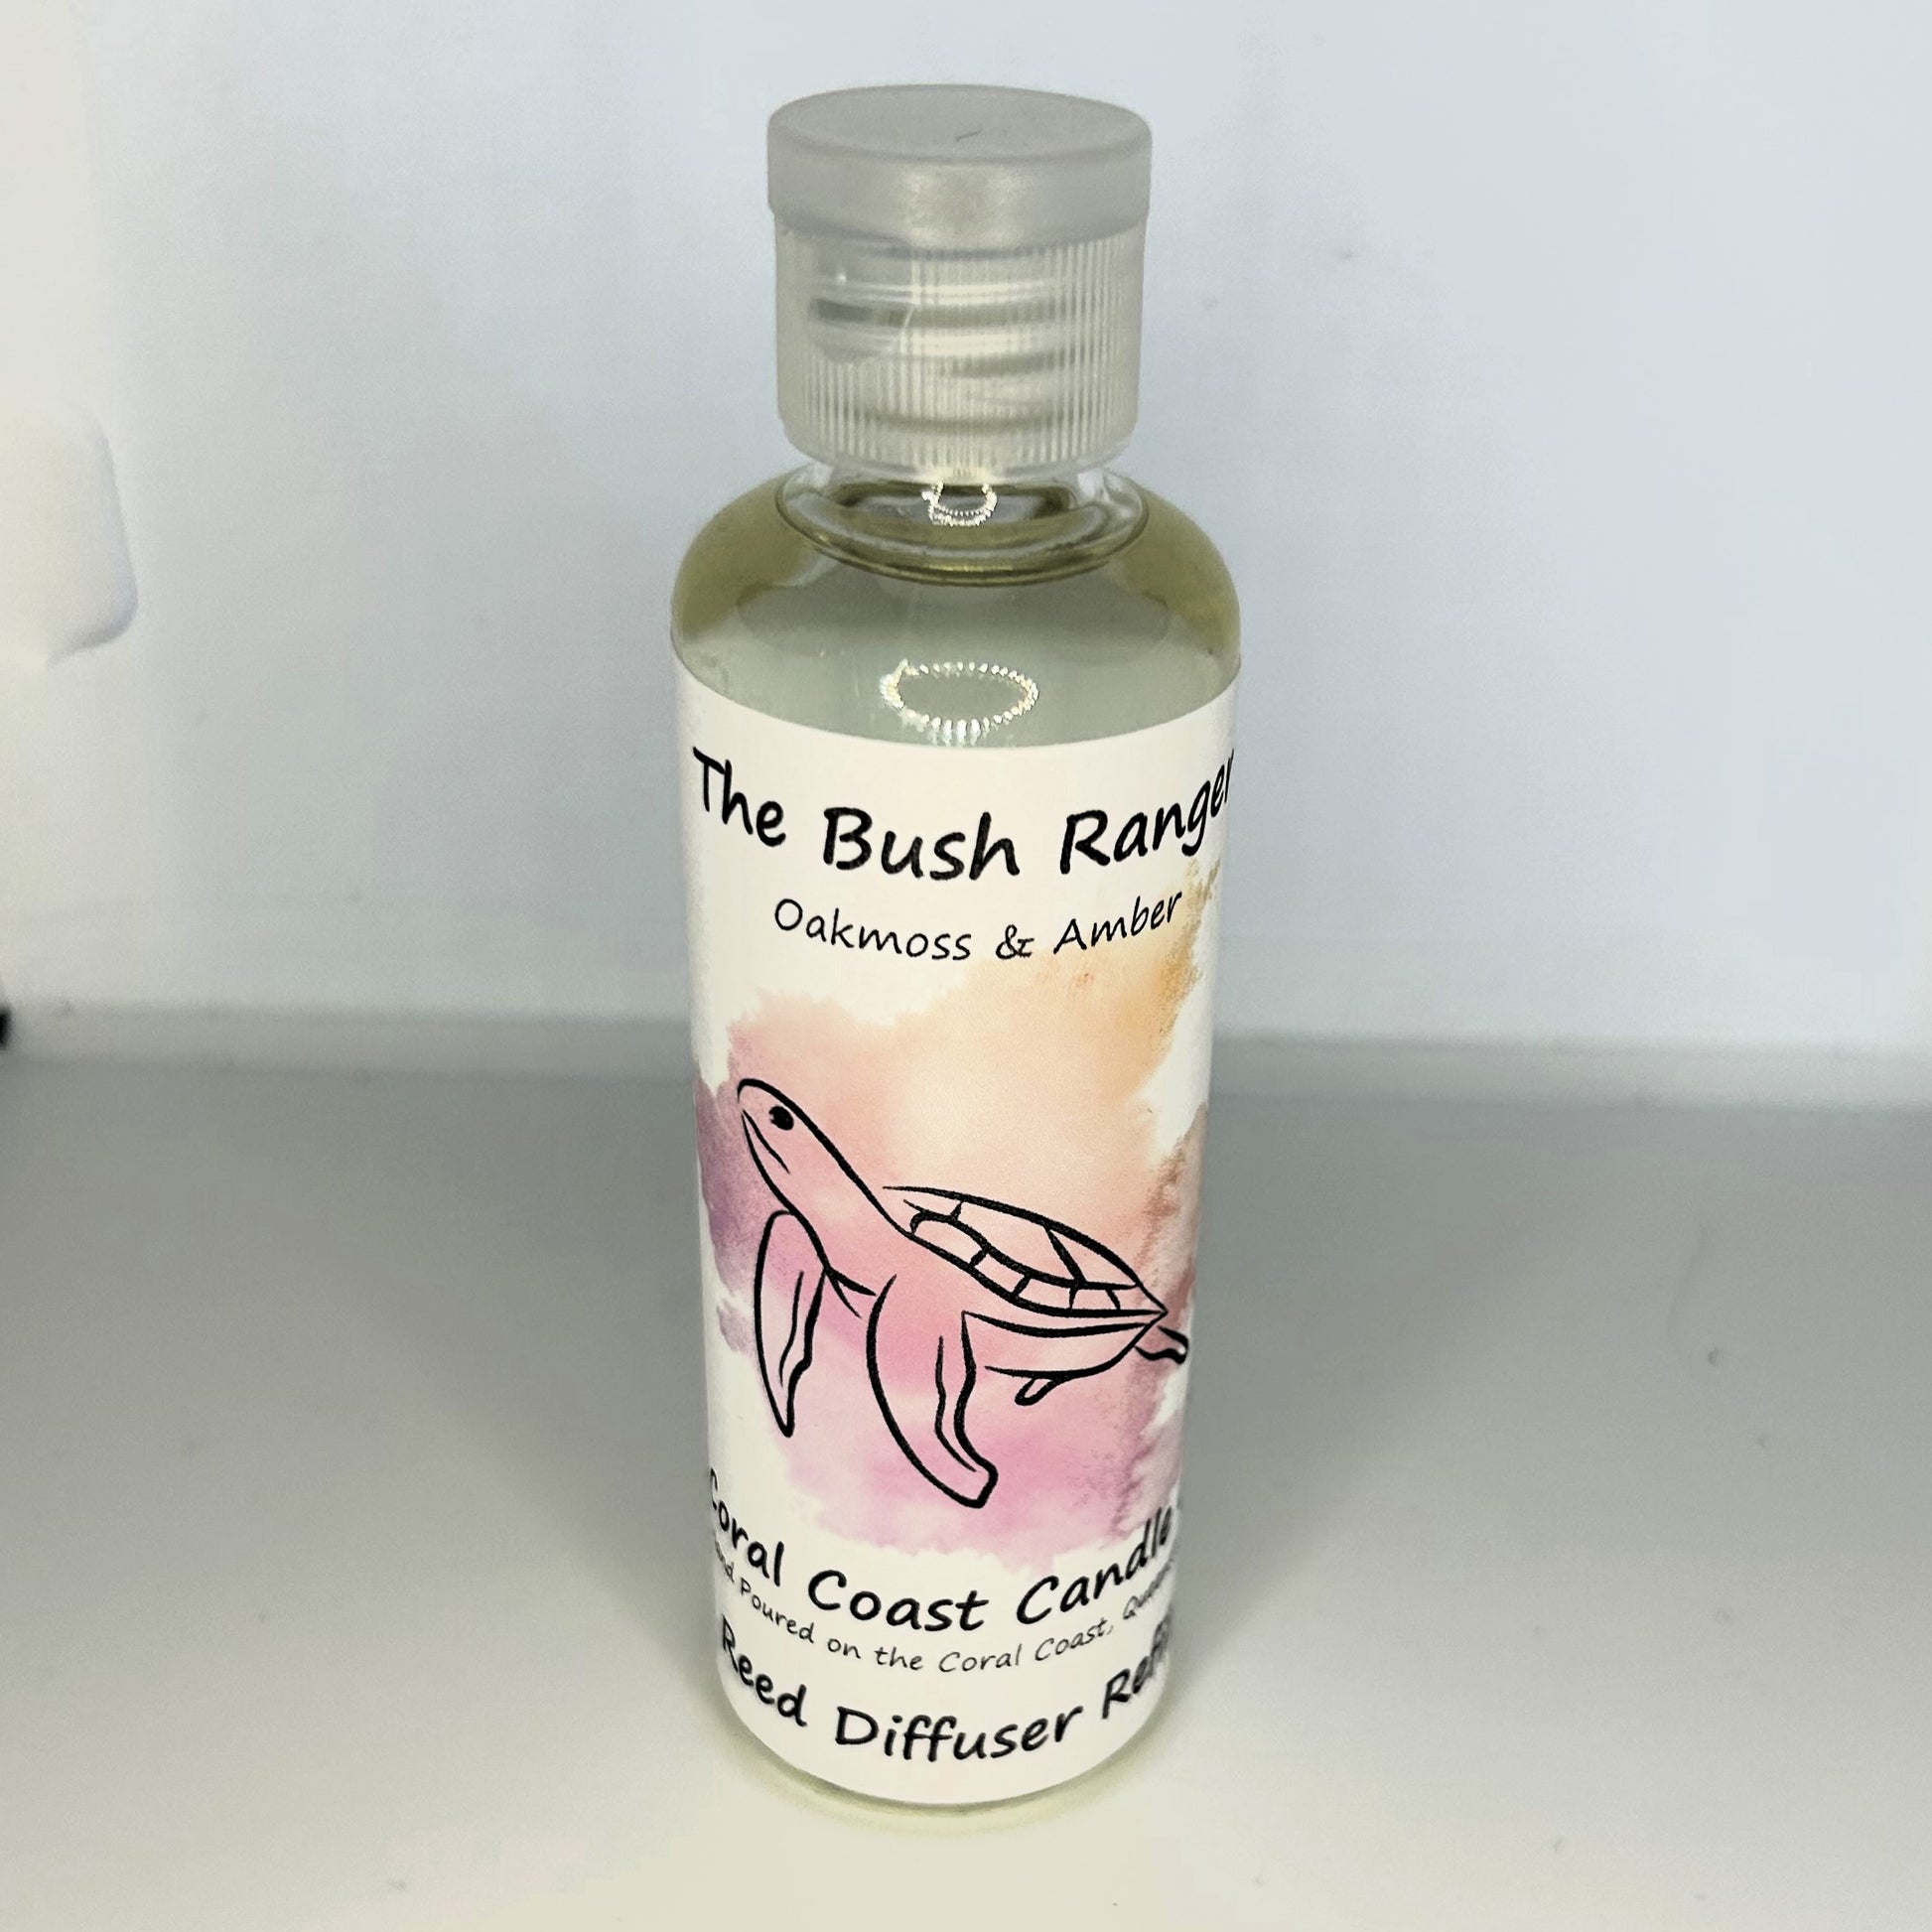 The Bush Ranger
Oakmoss & Amber
Coral Coast Candle
Poured on the Coral Coast,
Reed Diffuser